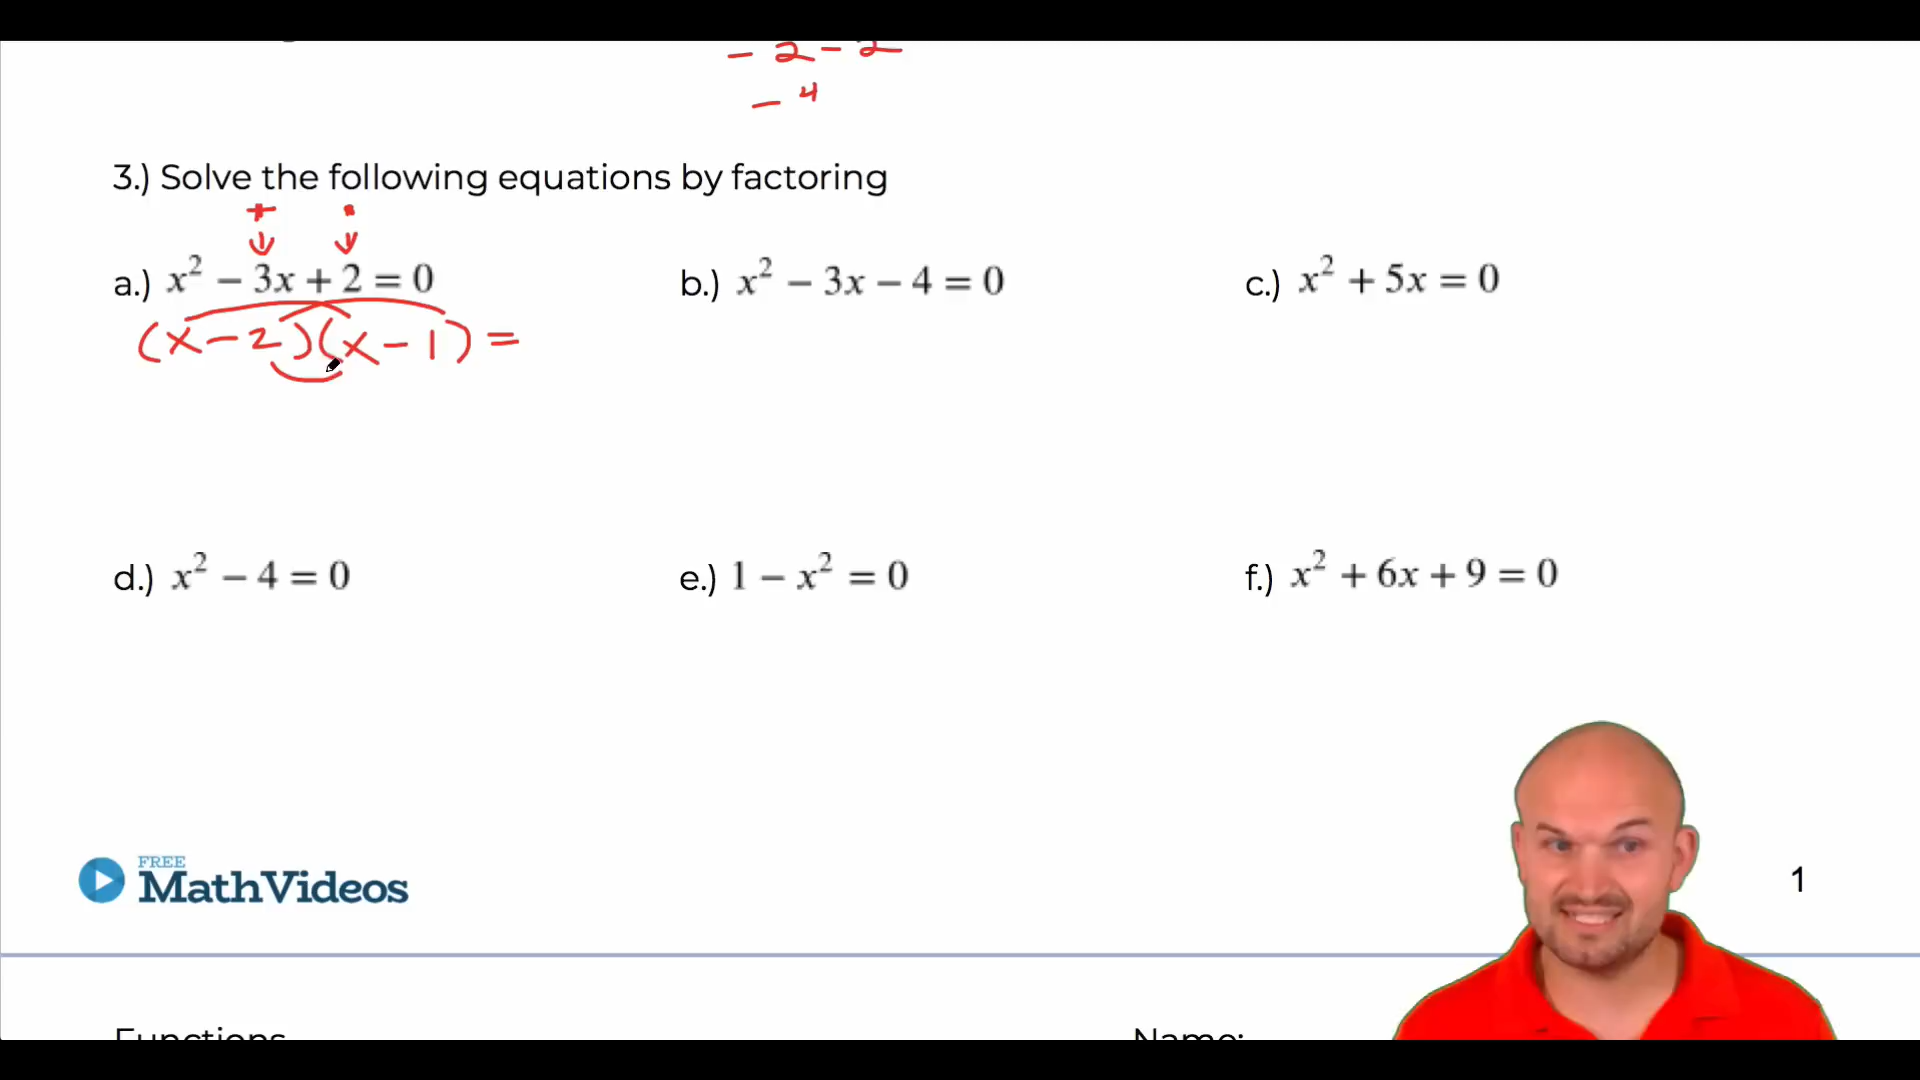 - 2 - 2
- 4
3.) Solve the following equations by factoring
+ ·
↓ ↓
a.) x² − 3x + 2 = 0 b.) x² − 3x − 4 = 0 c.) x² + 5x = 0
(x - 2)(x - 1) =
d.) x² − 4 = 0 e.) 1 − x² = 0 f.) x² + 6x + 9 = 0
FREE
MathVideos
1
Functions Name: